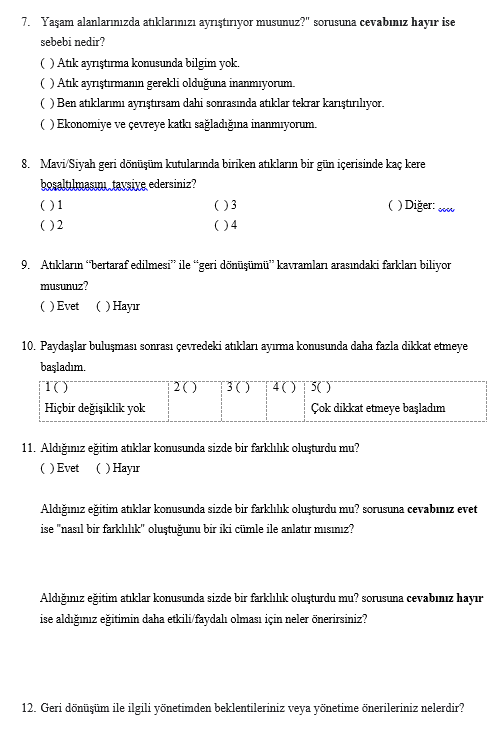 7. Yaşam alanlarınızda atıklarınızı ayrıştırıyor musunuz?" sorusuna cevabınız hayır ise
sebebi nedir?
( ) Atık ayrıştırma konusunda bilgim yok.
( ) Atık ayrıştırmanın gerekli olduğuna inanmıyorum.
( ) Ben atıklarımı ayrıştırsam dahi sonrasında atıklar tekrar karıştırılıyor.
( ) Ekonomiye ve çevreye katkı sağladığına inanmıyorum.
8. Mavi/Siyah geri dönüşüm kutularında biriken atıkların bir gün içerisinde kaç kere
boşaltılmasını tavsiye edersiniz?
( ) 1 ( ) 3 ( ) Diğer: ....
( ) 2 ( ) 4
9. Atıkların “bertaraf edilmesi” ile “geri dönüşümü” kavramları arasındaki farkları biliyor
musunuz?
( ) Evet ( ) Hayır
10. Paydaşlar buluşması sonrası çevredeki atıkları ayırma konusunda daha fazla dikkat etmeye
başladım.
1 ( ) 2 ( ) 3 ( ) 4 ( ) 5( )
Hiçbir değişiklik yok Çok dikkat etmeye başladım
11. Aldığınız eğitim atıklar konusunda sizde bir farklılık oluşturdu mu?
( ) Evet ( ) Hayır
Aldığınız eğitim atıklar konusunda sizde bir farklılık oluşturdu mu? sorusuna cevabınız evet
ise "nasıl bir farklılık" oluştuğunu bir iki cümle ile anlatır mısınız?
Aldığınız eğitim atıklar konusunda sizde bir farklılık oluşturdu mu? sorusuna cevabınız hayır
ise aldığınız eğitimin daha etkili/faydalı olması için neler önerirsiniz?
12. Geri dönüşüm ile ilgili yönetimden beklentileriniz veya yönetime önerileriniz nelerdir?